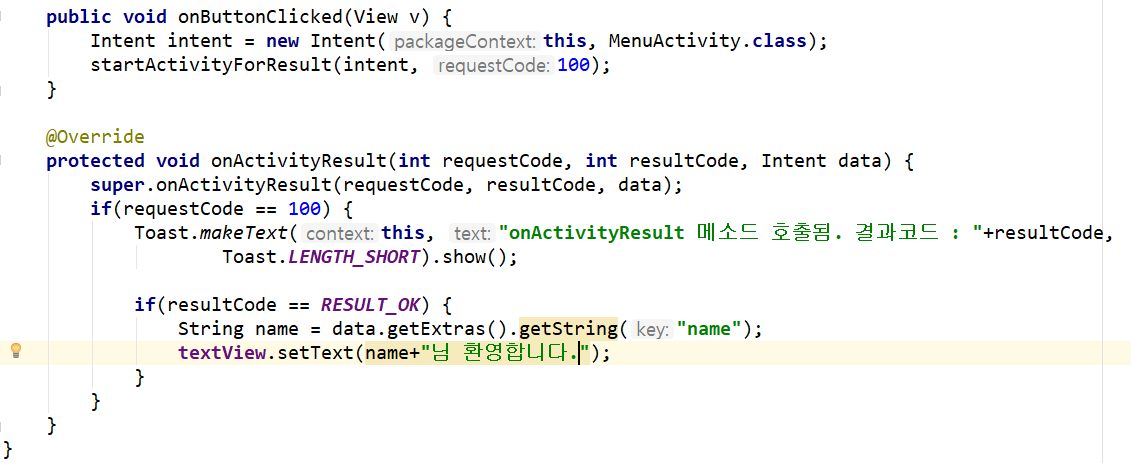 public void onButtonClicked(View v) {
Intent intent = new Intent( packageContext: this, MenuActivity.class);
startActivityForResult(intent, requestCode: 100);
}
@Override
protected void onActivityResult(int requestCode, int resultCode, Intent data) {
super.onActivityResult(requestCode, resultCode, data);
if(requestCode == 100) {
Toast.makeText( context: this, text: "onActivityResult 메소드 호출됨. 결과코드 : "+resultCode,
Toast.LENGTH_SHORT).show();
if(resultCode == RESULT_OK) {
String name = data.getExtras().getString( key: "name");
textView.setText(name+"님 환영합니다.");
}
}
}
}